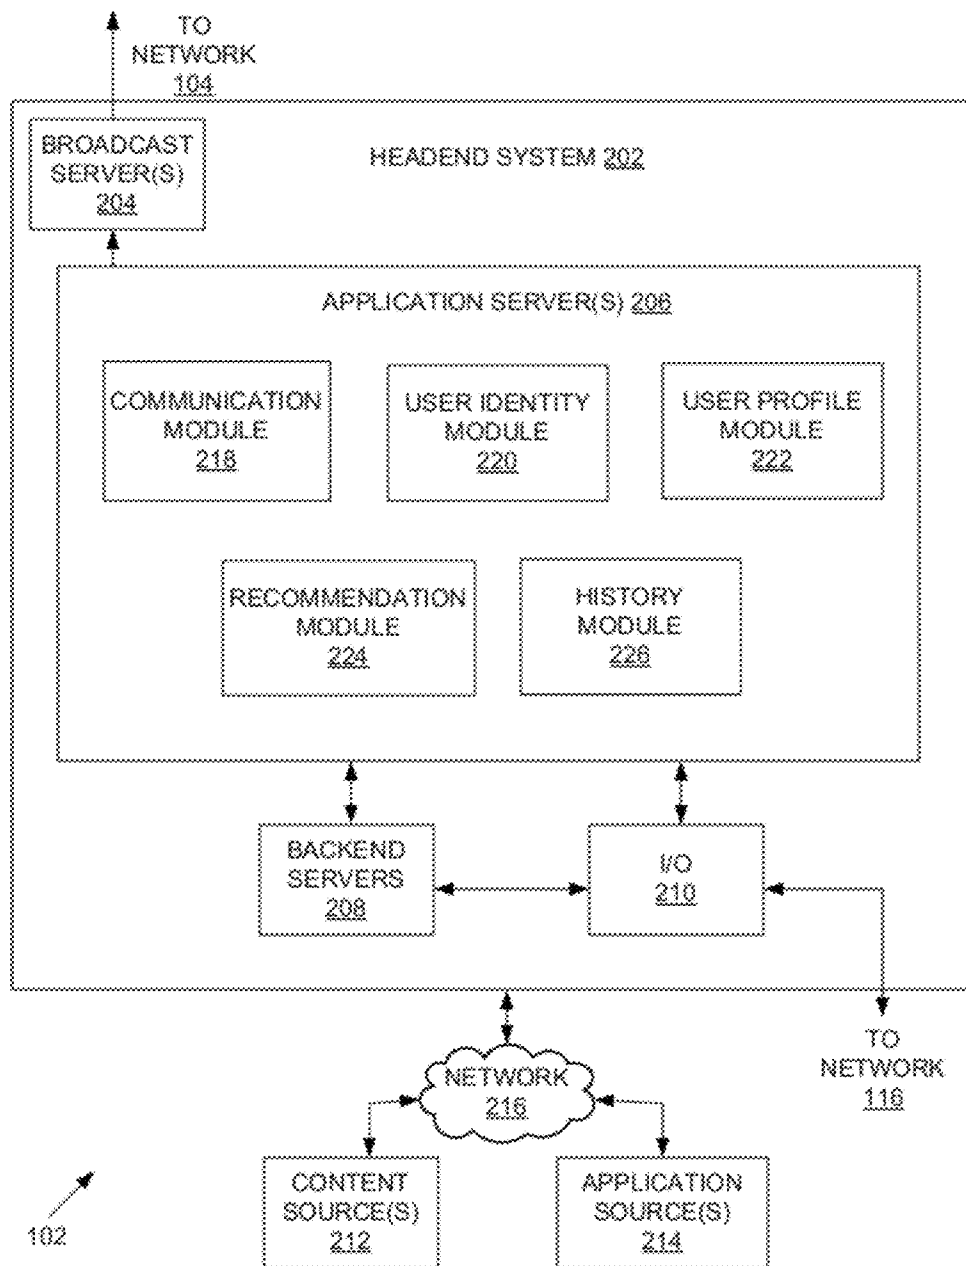 TO
NETWORK
104
BROADCAST
SERVER(S)
204
HEADEND SYSTEM 202
APPLICATION SERVER(S) 206
COMMUNICATION
MODULE
218
USER IDENTITY
MODULE
220
USER PROFILE
MODULE
222
RECOMMENDATION
MODULE
224
HISTORY
MODULE
226
BACKEND
SERVERS
208
I/O
210
TO
NETWORK
116
NETWORK
216
CONTENT
SOURCE(S)
212
APPLICATION
SOURCE(S)
214
102